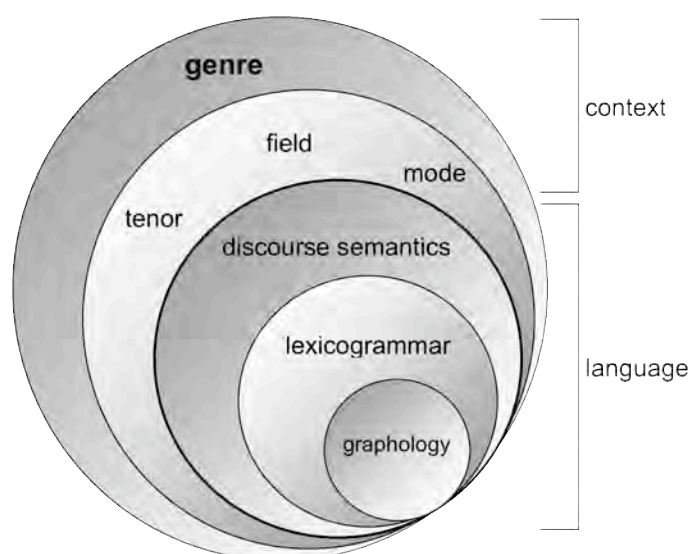 genre
context
field
mode
tenor
discourse semantics
lexicogrammar
language
graphology